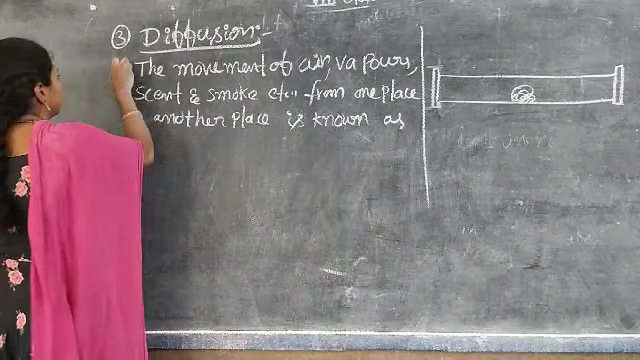 ③ Diffusion:-
The movement of air, vapours,
scent & smoke etc.. from one place
another place is known as